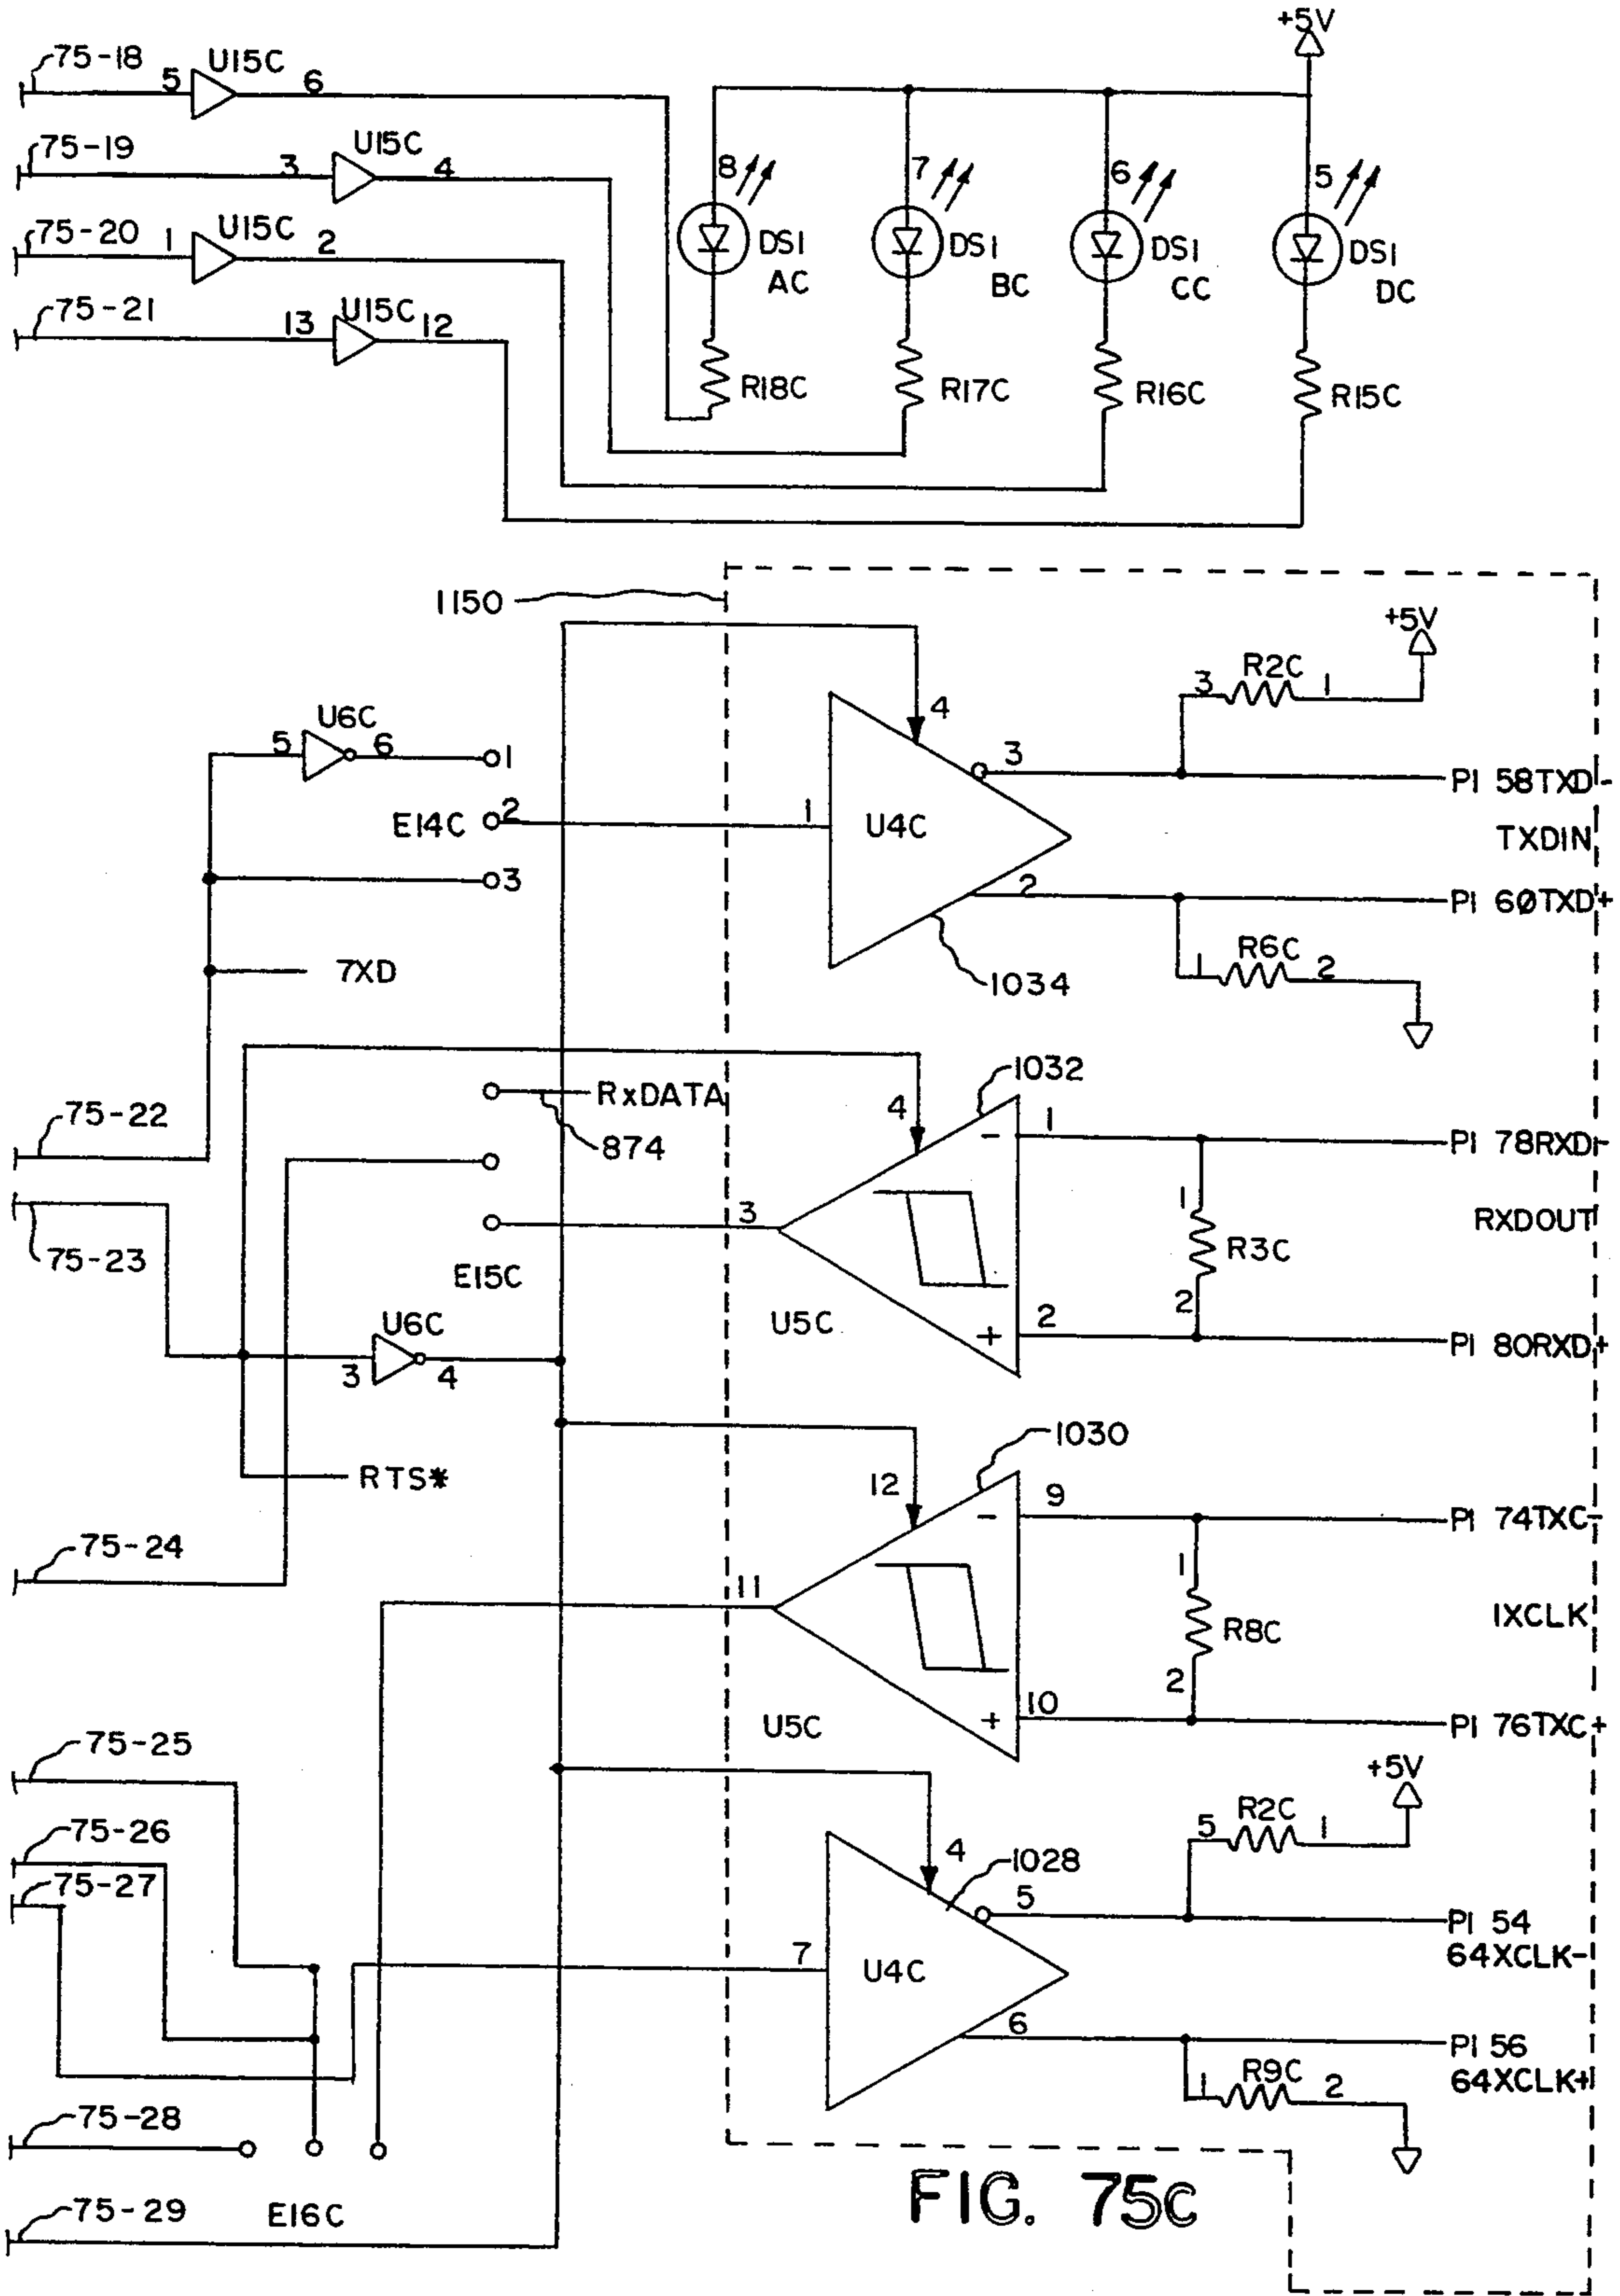 +5V
75-18
5 U15C 6
75-19
3 U15C 4
75-20
1 U15C 2
75-21
13 U15C 12
8
7
6
5
DS1 AC
DS1 BC
DS1 CC
DS1 DC
R18C
R17C
R16C
R15C
1150
+5V
R2C
3 1
4
U6C
5 6
1
3
P1 58TXD-
E14C
2
1
U4C
TXDIN
3
2
P1 60TXD+
R6C
1 2
7XD
1034
1032
RxDATA
4
1
P1 78RXD-
75-22
874
-
1
RXDOUT
75-23
3
R3C
E15C
2
U5C
+
2
P1 80RXD+
U6C
3 4
1030
RTS*
12
9
P1 74TXC-
-
75-24
1
11
IXCLK
R8C
2
10
U5C
+
P1 76TXC+
75-25
+5V
R2C
5 1
75-26
4
1028
75-27
5
P1 54
64XCLK-
7
U4C
6
P1 56
64XCLK+
R9C
1 2
75-28
FIG. 75C
75-29
E16C